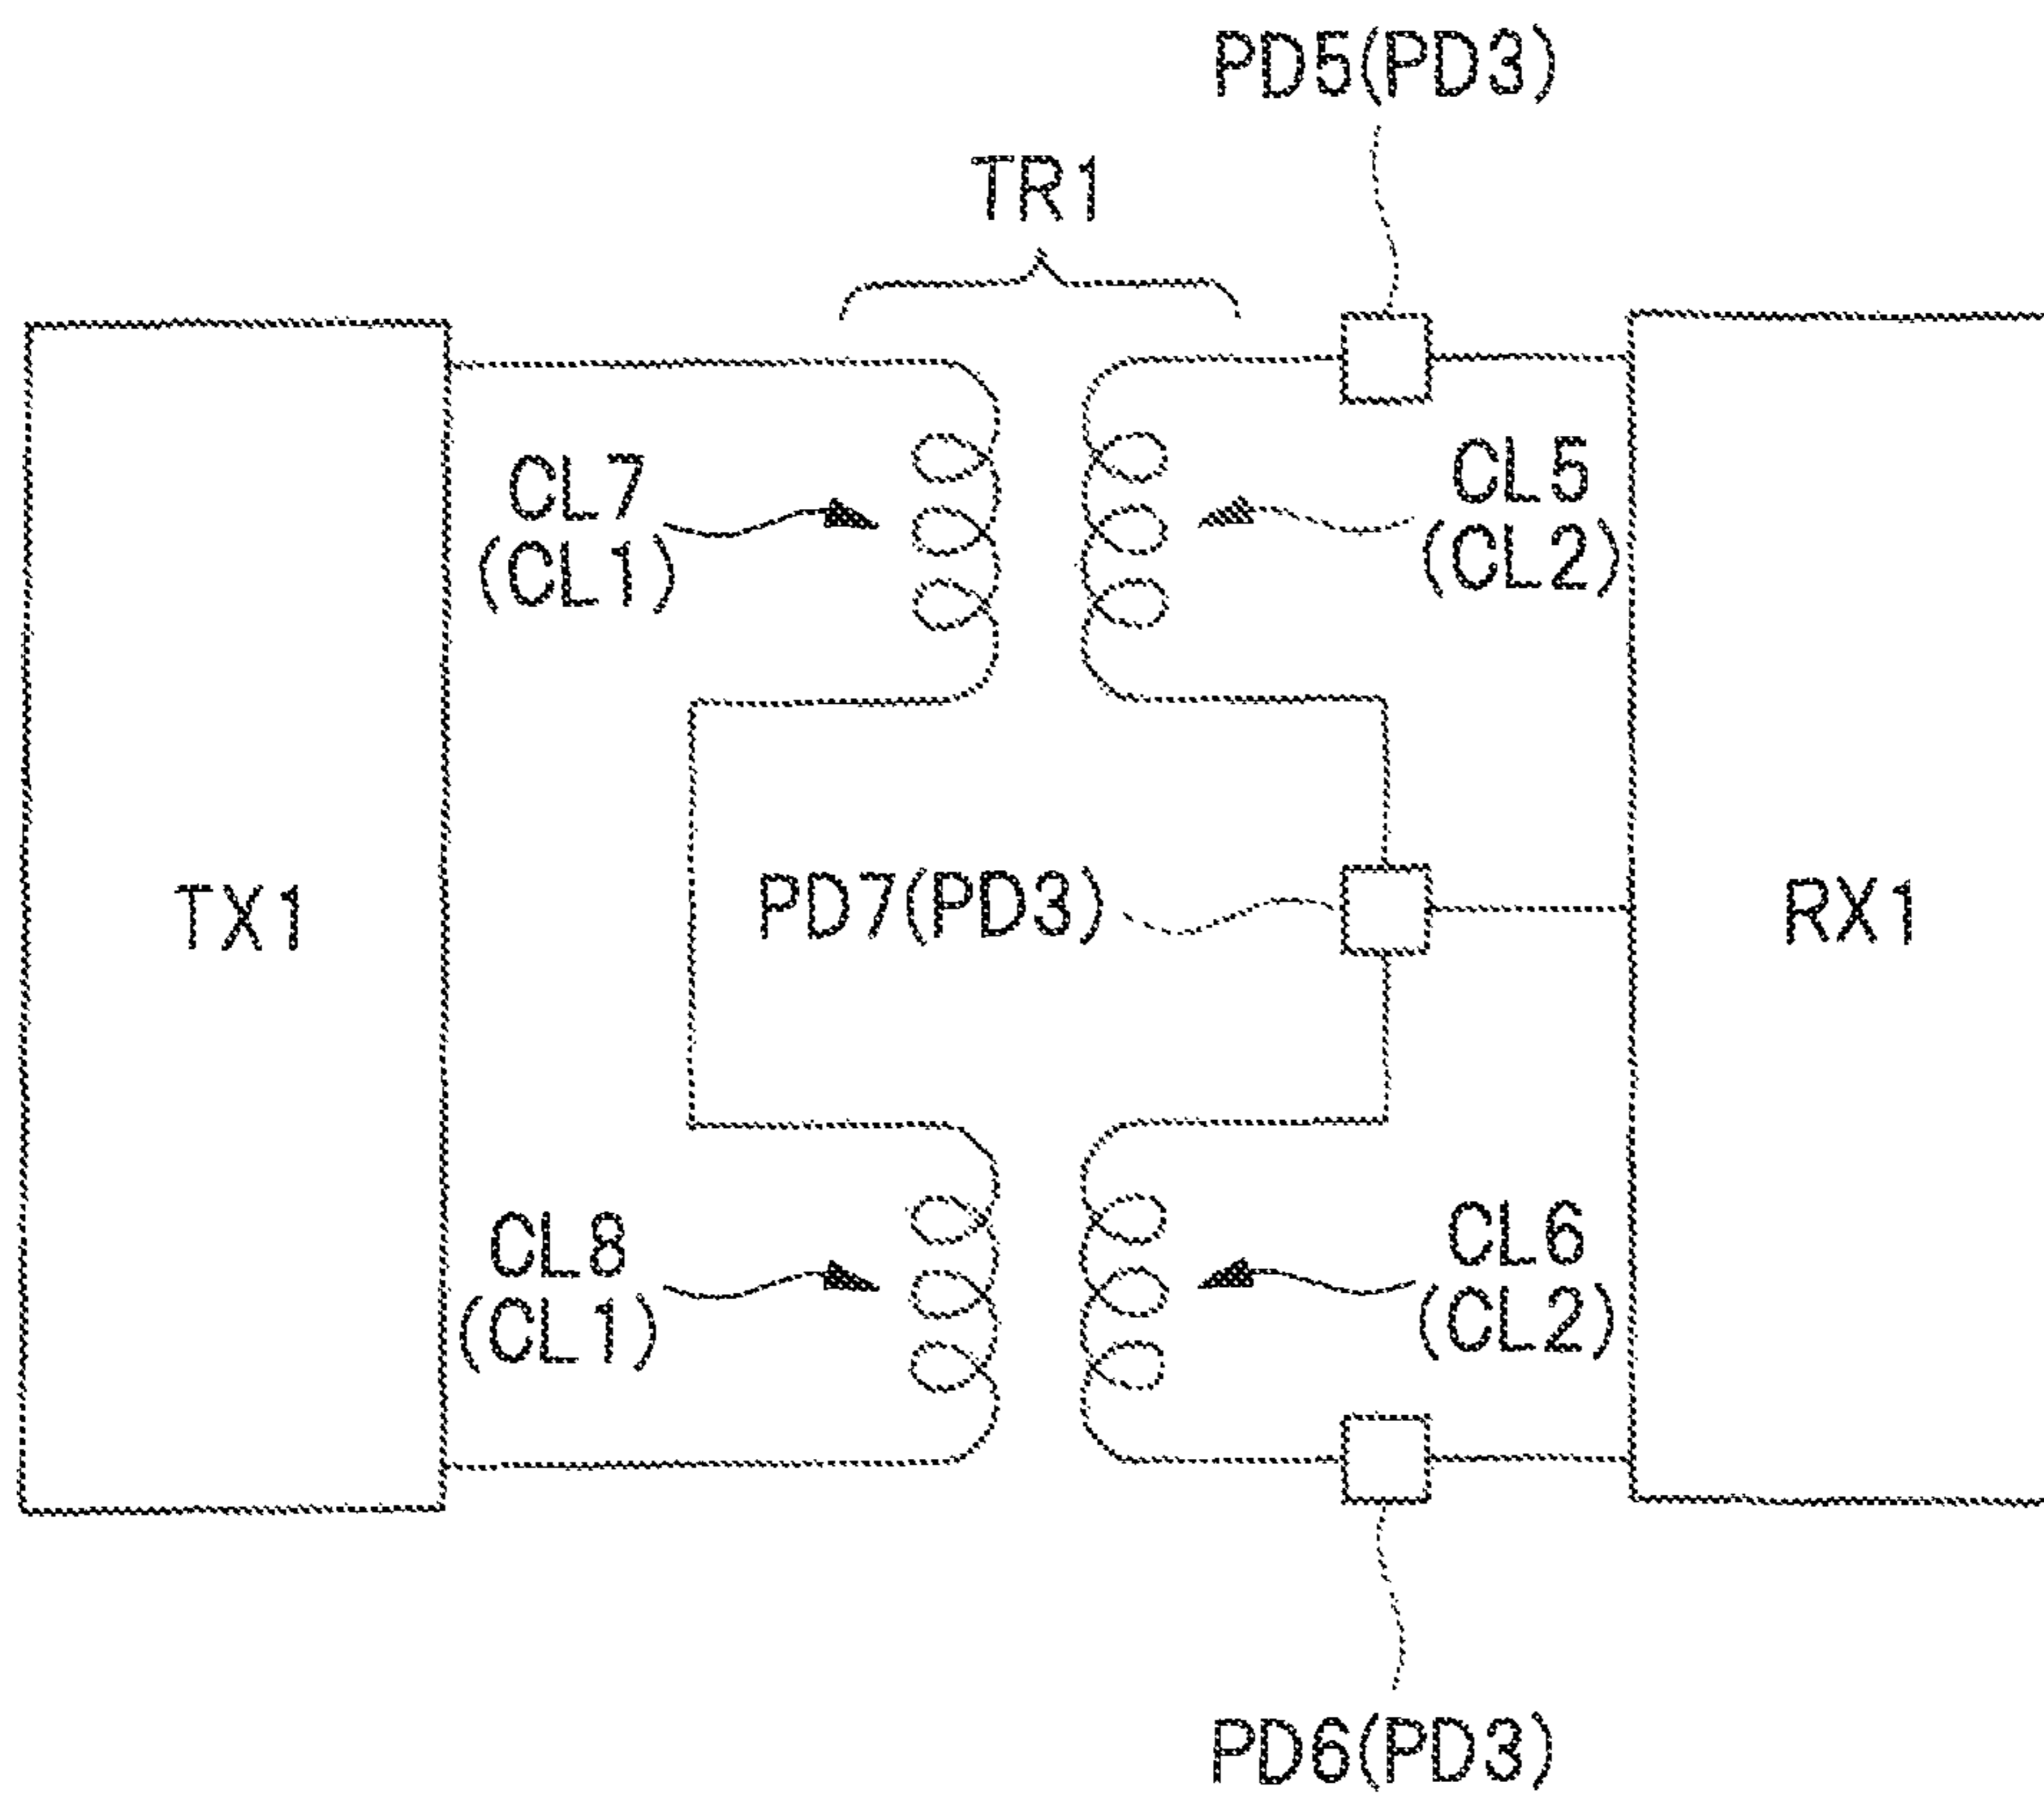 PD5(PD3)
TR1
CL7
(CL1)
CL5
(CL2)
TX1
PD7(PD3)
RX1
CL8
(CL1)
CL6
(CL2)
PD6(PD3)